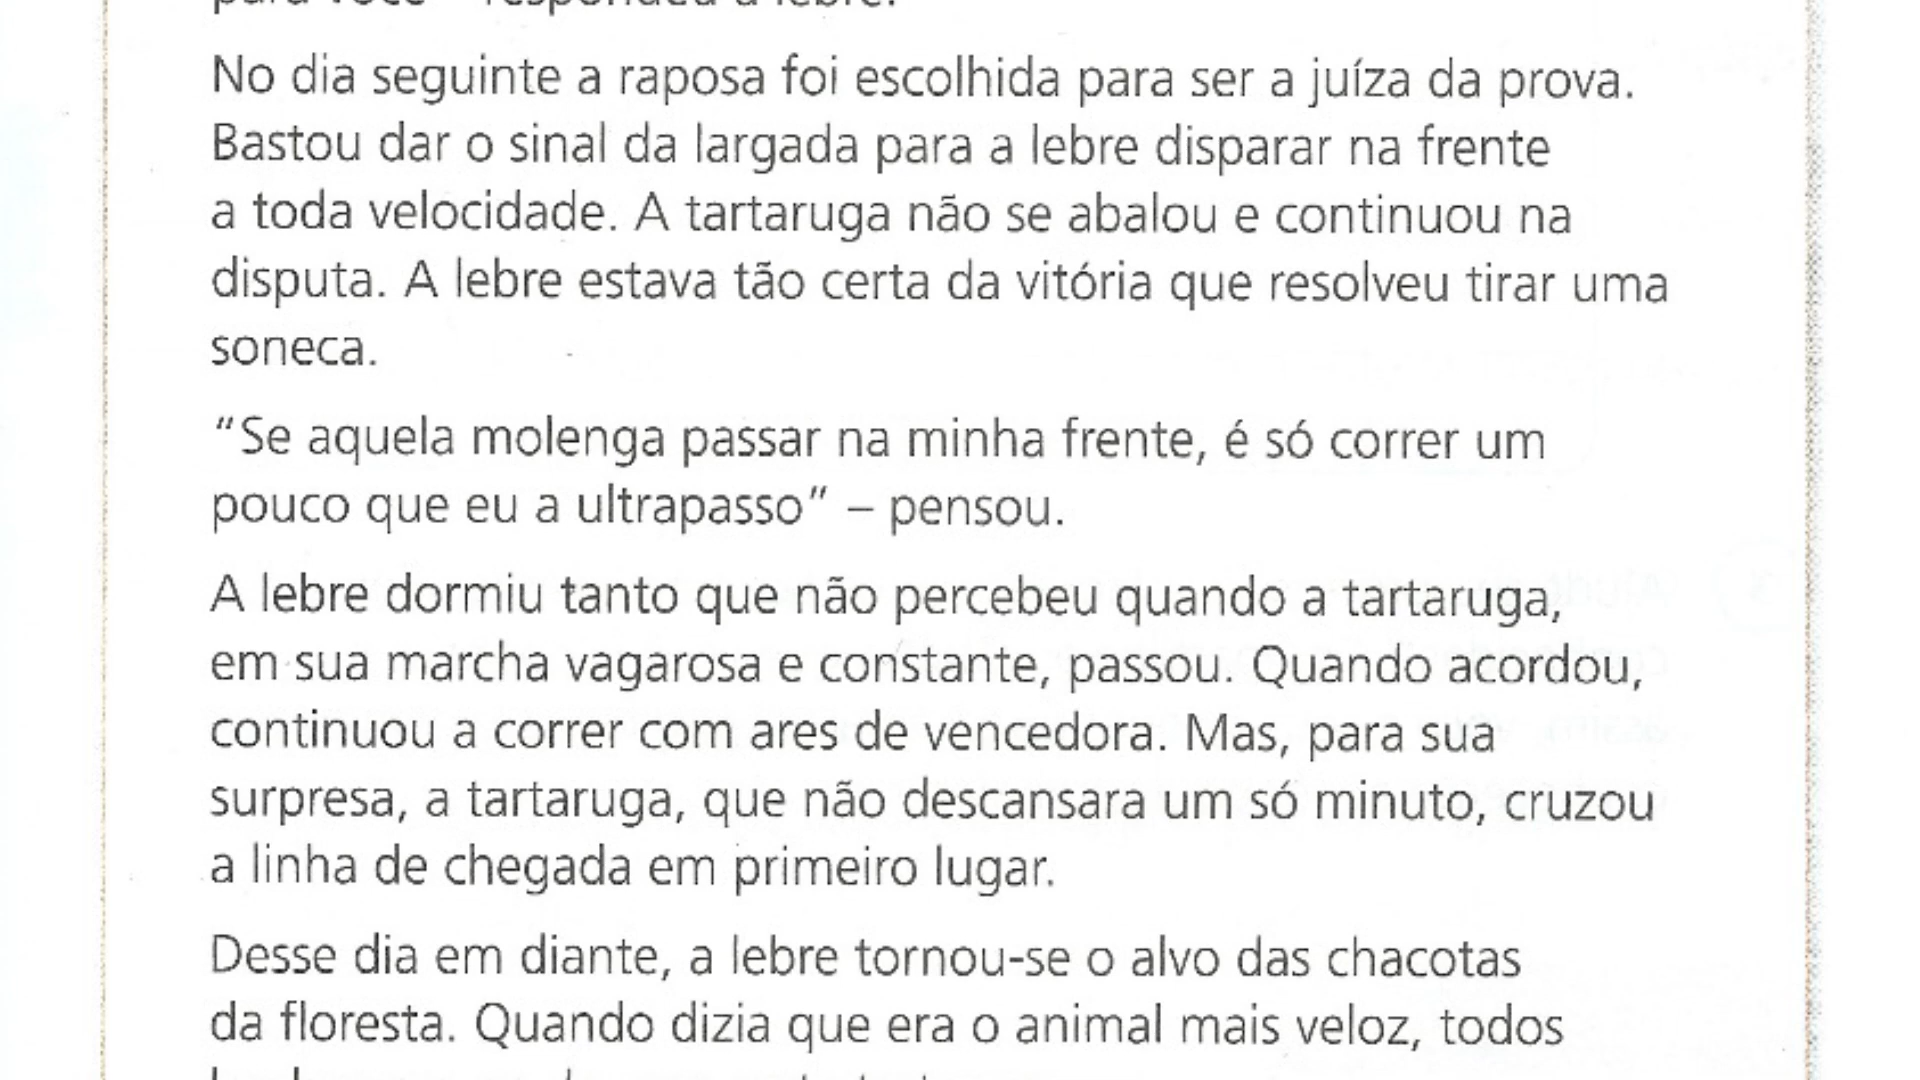 No dia seguinte a raposa foi escolhida para ser a juíza da prova.
Bastou dar o sinal da largada para a lebre disparar na frente
a toda velocidade. A tartaruga não se abalou e continuou na
disputa. A lebre estava tão certa da vitória que resolveu tirar uma
soneca.
“Se aquela molenga passar na minha frente, é só correr um
pouco que eu a ultrapasso” – pensou.
A lebre dormiu tanto que não percebeu quando a tartaruga,
em sua marcha vagarosa e constante, passou. Quando acordou,
continuou a correr com ares de vencedora. Mas, para sua
surpresa, a tartaruga, que não descansara um só minuto, cruzou
a linha de chegada em primeiro lugar.
Desse dia em diante, a lebre tornou-se o alvo das chacotas
da floresta. Quando dizia que era o animal mais veloz, todos